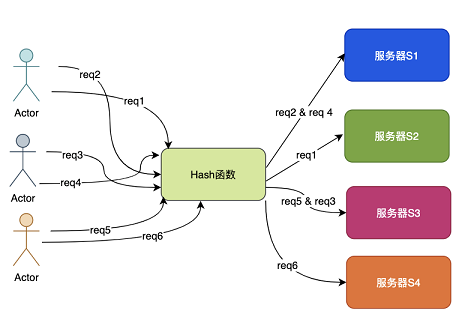 req2
req1
Actor
req3
req4
Actor
req5
req6
Actor
Hash函数
req2 & req 4
req1
req5 & req3
req6
服务器S1
服务器S2
服务器S3
服务器S4